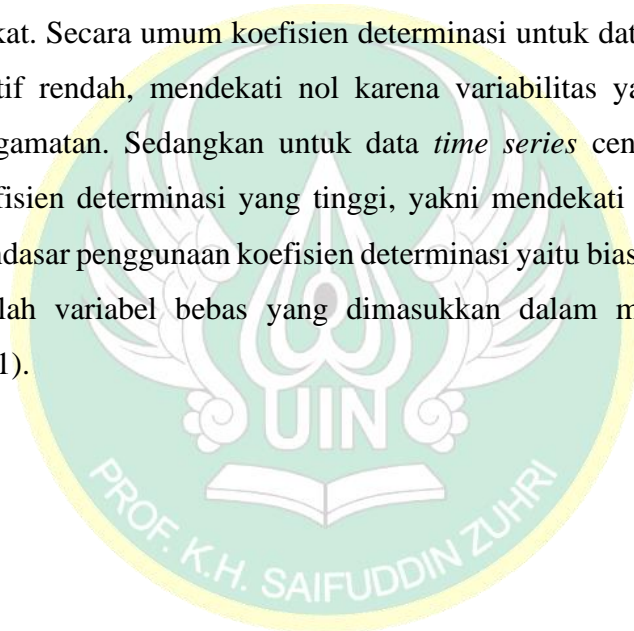 kat. Secara umum koefisien determinasi untuk dat
tif rendah, mendekati nol karena variabilitas ya
gamatan. Sedangkan untuk data time series cen
fisien determinasi yang tinggi, yakni mendekati
ndasar penggunaan koefisien determinasi yaitu bias
lah variabel bebas yang dimasukkan dalam m
1).
UIN
PROF. K.H. SAIFUDDIN ZUHRI